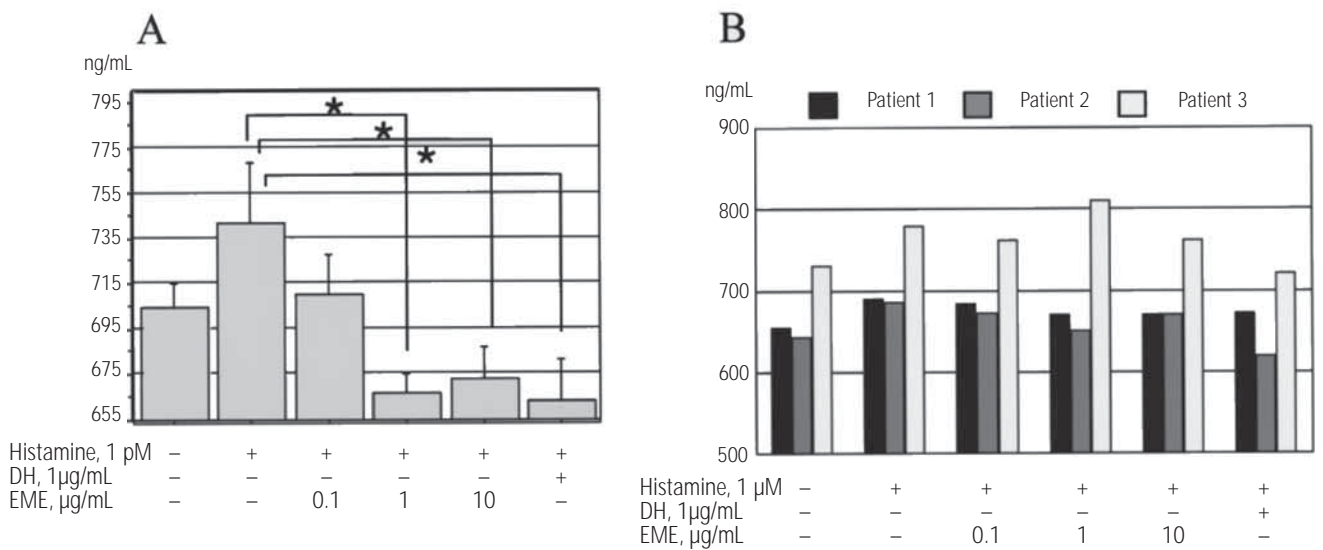 A
ng/mL
795
775
755
735
715
695
675
655
* * *
Histamine, 1 pM – + + + + +
DH, 1µg/mL – – – – – +
EME, µg/mL – – 0.1 1 10 –
B
ng/mL
Patient 1 Patient 2 Patient 3
900
800
700
600
500
Histamine, 1 µM – + + + + +
DH, 1µg/mL – – – – – +
EME, µg/mL – – 0.1 1 10 –